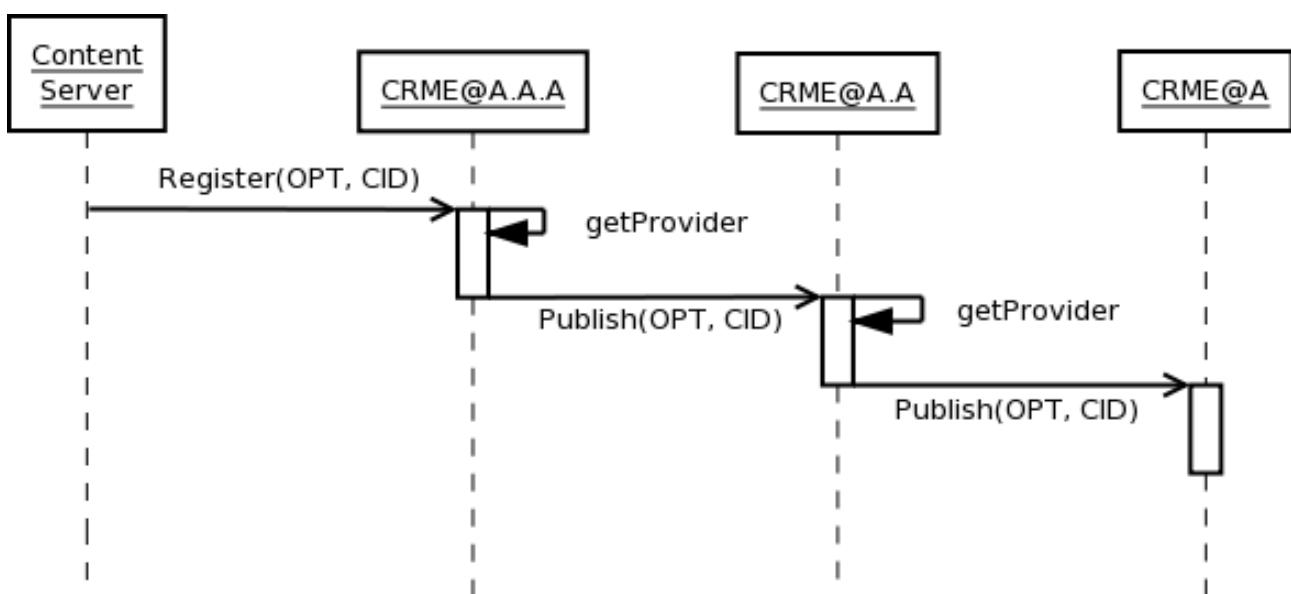 Content
Server
CRME@A.A.A
CRME@A.A
CRME@A
Register(OPT, CID)
getProvider
Publish(OPT, CID)
getProvider
Publish(OPT, CID)